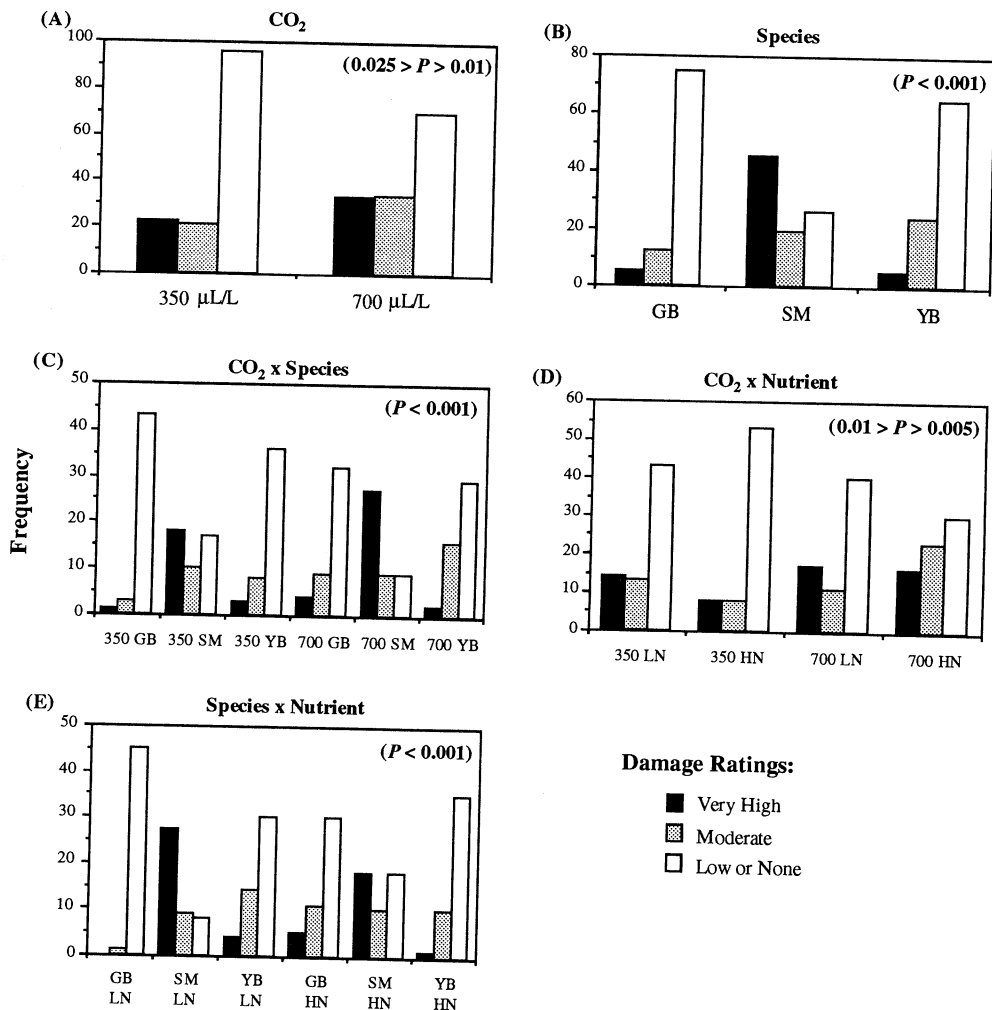 (A)
CO2
(0.025 > P > 0.01)
100
80
60
40
20
0
350 µL/L
700 µL/L
(B)
Species
(P < 0.001)
80
60
40
20
0
GB
SM
YB
(C)
CO2 x Species
(P < 0.001)
50
40
30
20
10
0
350 GB
350 SM
350 YB
700 GB
700 SM
700 YB
Frequency
(D)
CO2 x Nutrient
(0.01 > P > 0.005)
60
50
40
30
20
10
0
350 LN
350 HN
700 LN
700 HN
(E)
Species x Nutrient
(P < 0.001)
50
40
30
20
10
0
GB LN
SM LN
YB LN
GB HN
SM HN
YB HN
Damage Ratings:
Very High
Moderate
Low or None